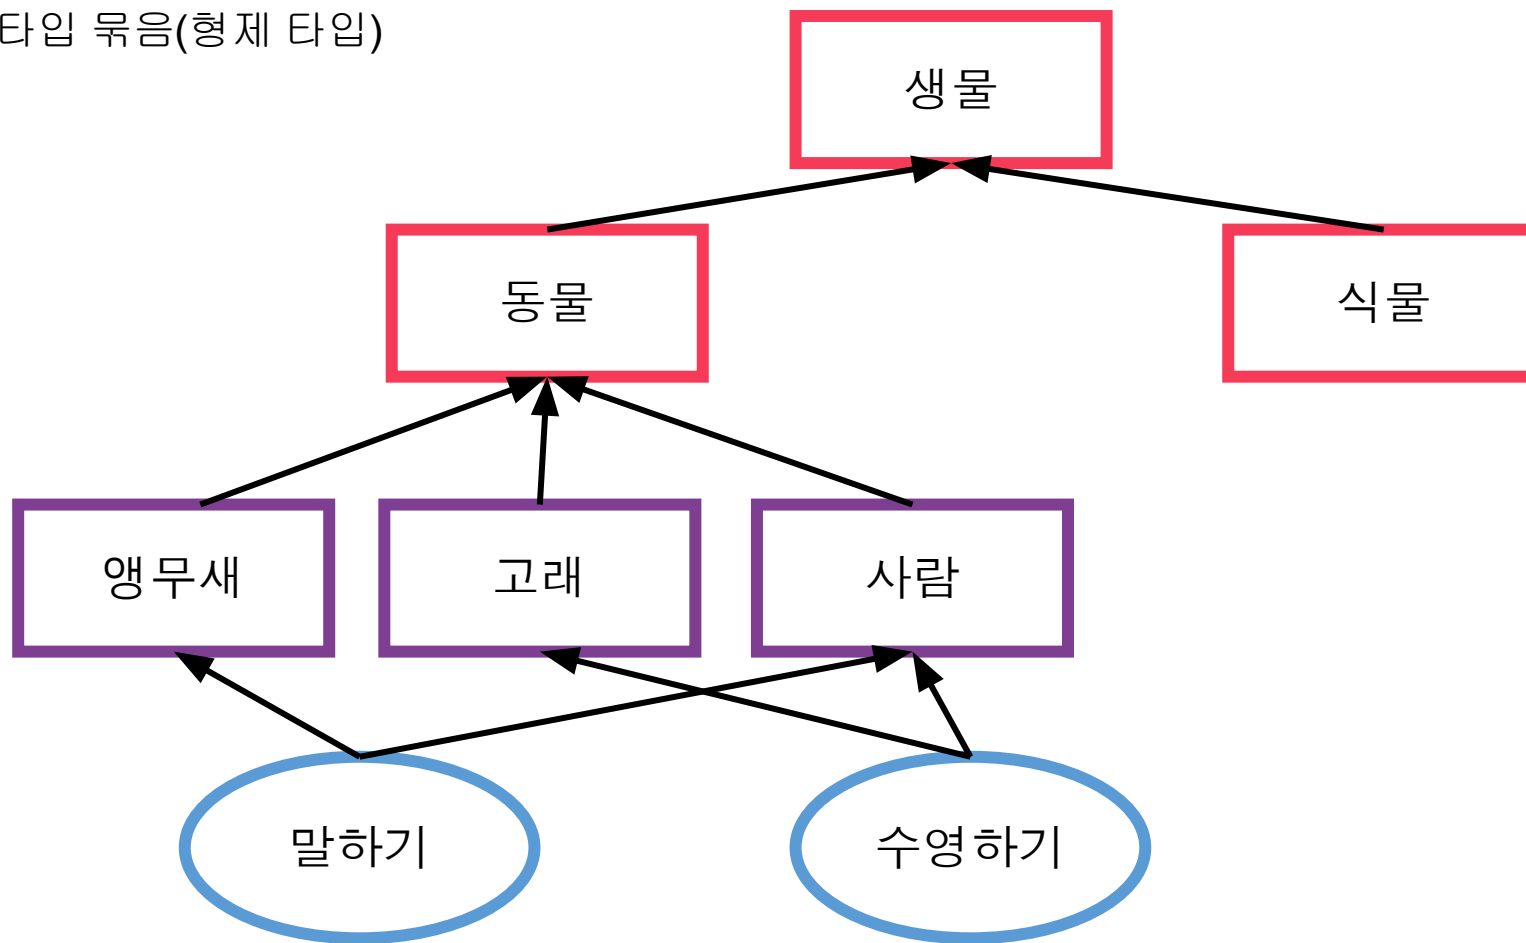 타입 묶음(형제 타입)
생물
동물
식물
앵무새
고래
사람
말하기
수영하기